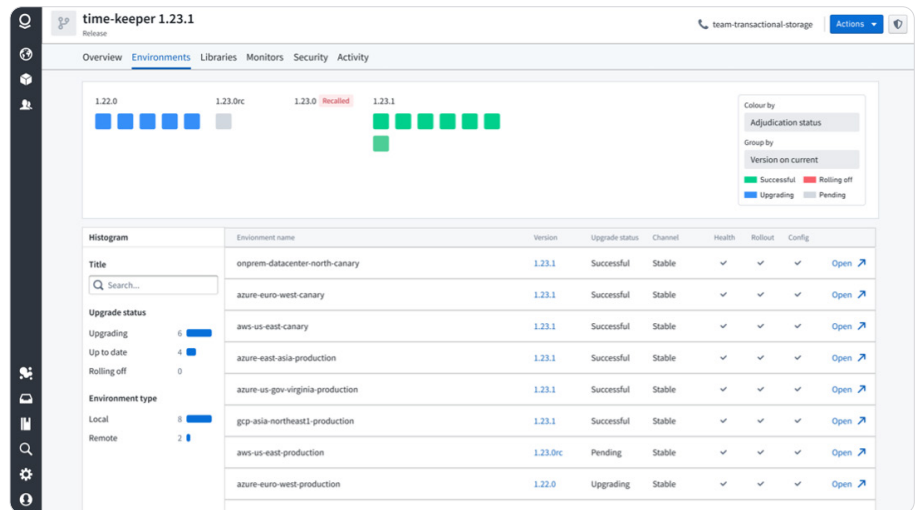 time-keeper 1.23.1
Release
team-transactional-storage
Actions
Overview Environments Libraries Monitors Security Activity
1.22.0 1.23.0rc 1.23.0 Recalled 1.23.1
Colour by
Adjudication status
Group by
Version on current
Successful Rolling off
Upgrading Pending
Histogram
Title
Search...
Upgrade status
Upgrading 6
Up to date 4
Rolling off 0
Environment type
Local 8
Remote 2
Envionment name Version Upgrade status Channel Health Rollout Config
onprem-datacenter-north-canary 1.23.1 Successful Stable Open
azure-euro-west-canary 1.23.1 Successful Stable Open
aws-us-east-canary 1.23.1 Successful Stable Open
azure-east-asia-production 1.23.1 Successful Stable Open
azure-us-gov-virginia-production 1.23.1 Successful Stable Open
gcp-asia-northeast1-production 1.23.1 Successful Stable Open
aws-us-east-production 1.23.0rc Pending Stable Open
azure-euro-west-production 1.22.0 Upgrading Stable Open